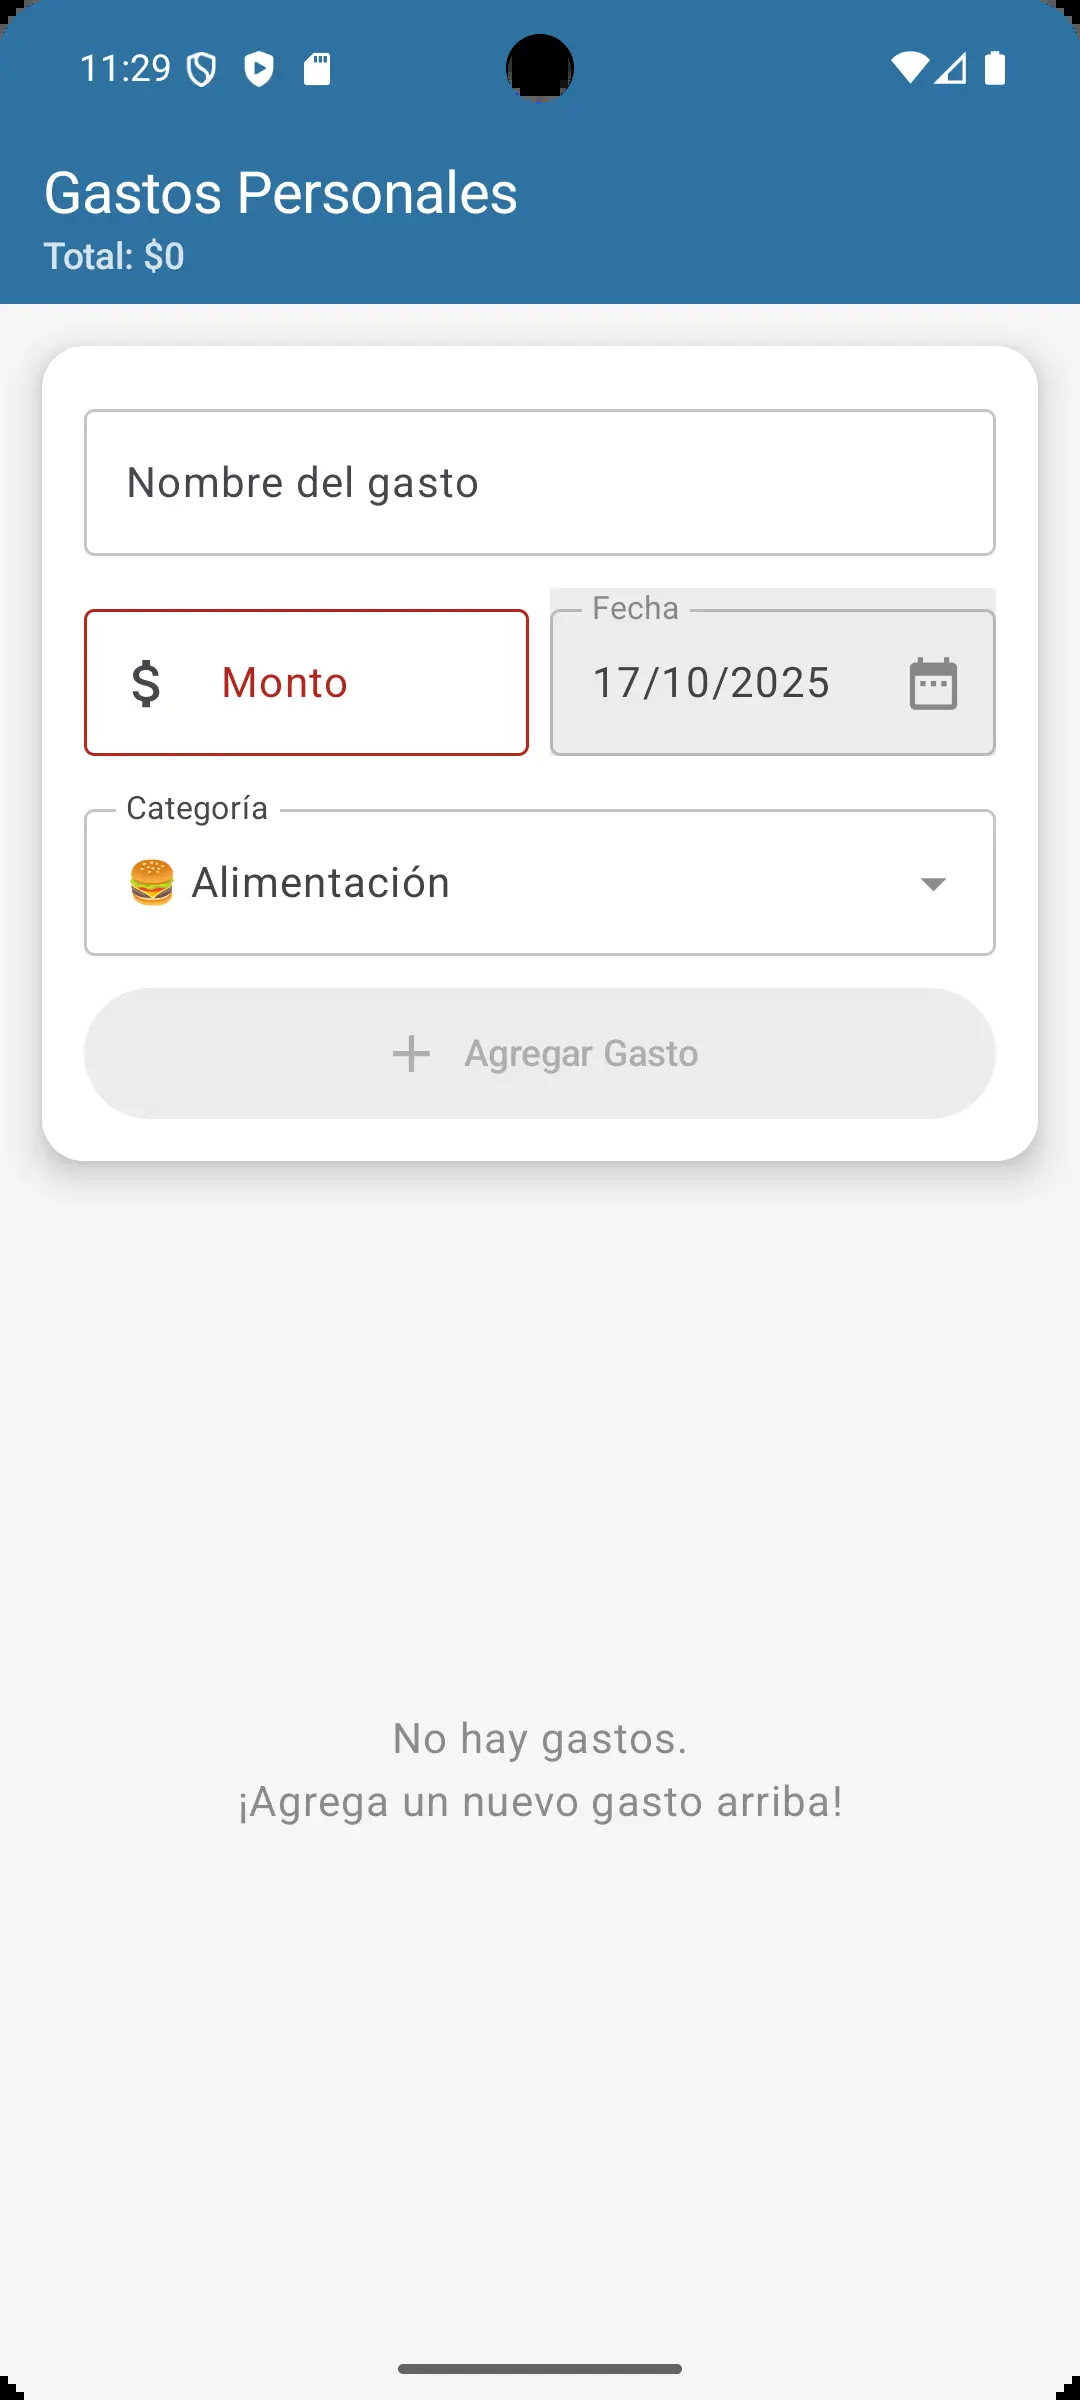 11:29
Gastos Personales
Total: $0
Nombre del gasto
$ Monto
Fecha
17/10/2025
Categoría
🍔 Alimentación
+ Agregar Gasto
No hay gastos.
¡Agrega un nuevo gasto arriba!